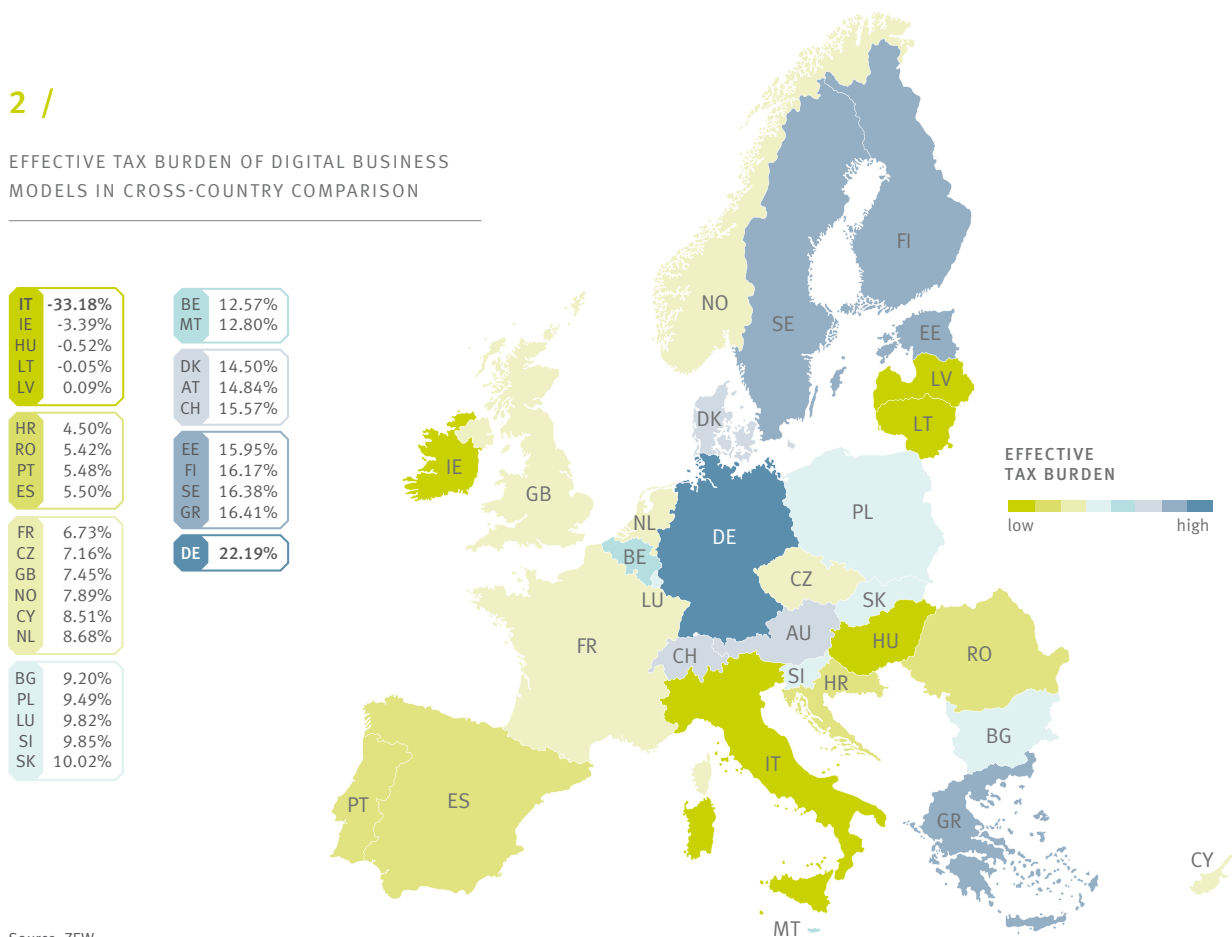 2 /
EFFECTIVE TAX BURDEN OF DIGITAL BUSINESS
MODELS IN CROSS-COUNTRY COMPARISON
IT -33.18%
IE -3.39%
HU -0.52%
LT -0.05%
LV 0.09%
HR 4.50%
RO 5.42%
PT 5.48%
ES 5.50%
FR 6.73%
CZ 7.16%
GB 7.45%
NO 7.89%
CY 8.51%
NL 8.68%
BG 9.20%
PL 9.49%
LU 9.82%
SI 9.85%
SK 10.02%
BE 12.57%
MT 12.80%
DK 14.50%
AT 14.84%
CH 15.57%
EE 15.95%
FI 16.17%
SE 16.38%
GR 16.41%
DE 22.19%
FI
NO
SE
EE
LV
DK
LT
IE
GB
NL
PL
DE
BE
CZ
LU
SK
AU
HU
FR
CH
RO
SI
HR
BG
IT
PT
ES
GR
CY
MT
EFFECTIVE
TAX BURDEN
low high
Source: ZEW